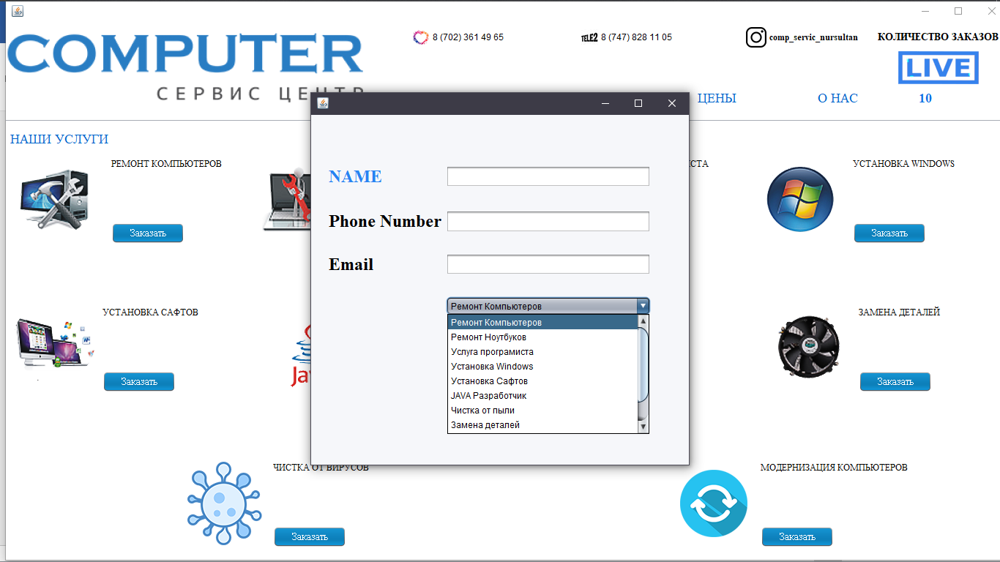 COMPUTER
СЕРВИС ЦЕНТР
8 (702) 361 49 65
TELE2 8 (747) 828 11 05
comp_servic_nursultan
КОЛИЧЕСТВО ЗАКАЗОВ
LIVE
ЦЕНЫ
О НАС
10
НАШИ УСЛУГИ
РЕМОНТ КОМПЬЮТЕРОВ
Заказать
УСТАНОВКА WINDOWS
Заказать
УСТАНОВКА САФТОВ
Заказать
ЗАМЕНА ДЕТАЛЕЙ
Заказать
ЧИСТКА ОТ ВИРУСОВ
Заказать
МОДЕРНИЗАЦИЯ КОМПЬЮТЕРОВ
Заказать
NAME
Phone Number
Email
Ремонт Компьютеров
Ремонт Компьютеров
Ремонт Ноутбуков
Услуга програмиста
Установка Windows
Установка Сафтов
JAVA Разработчик
Чистка от пыли
Замена деталей